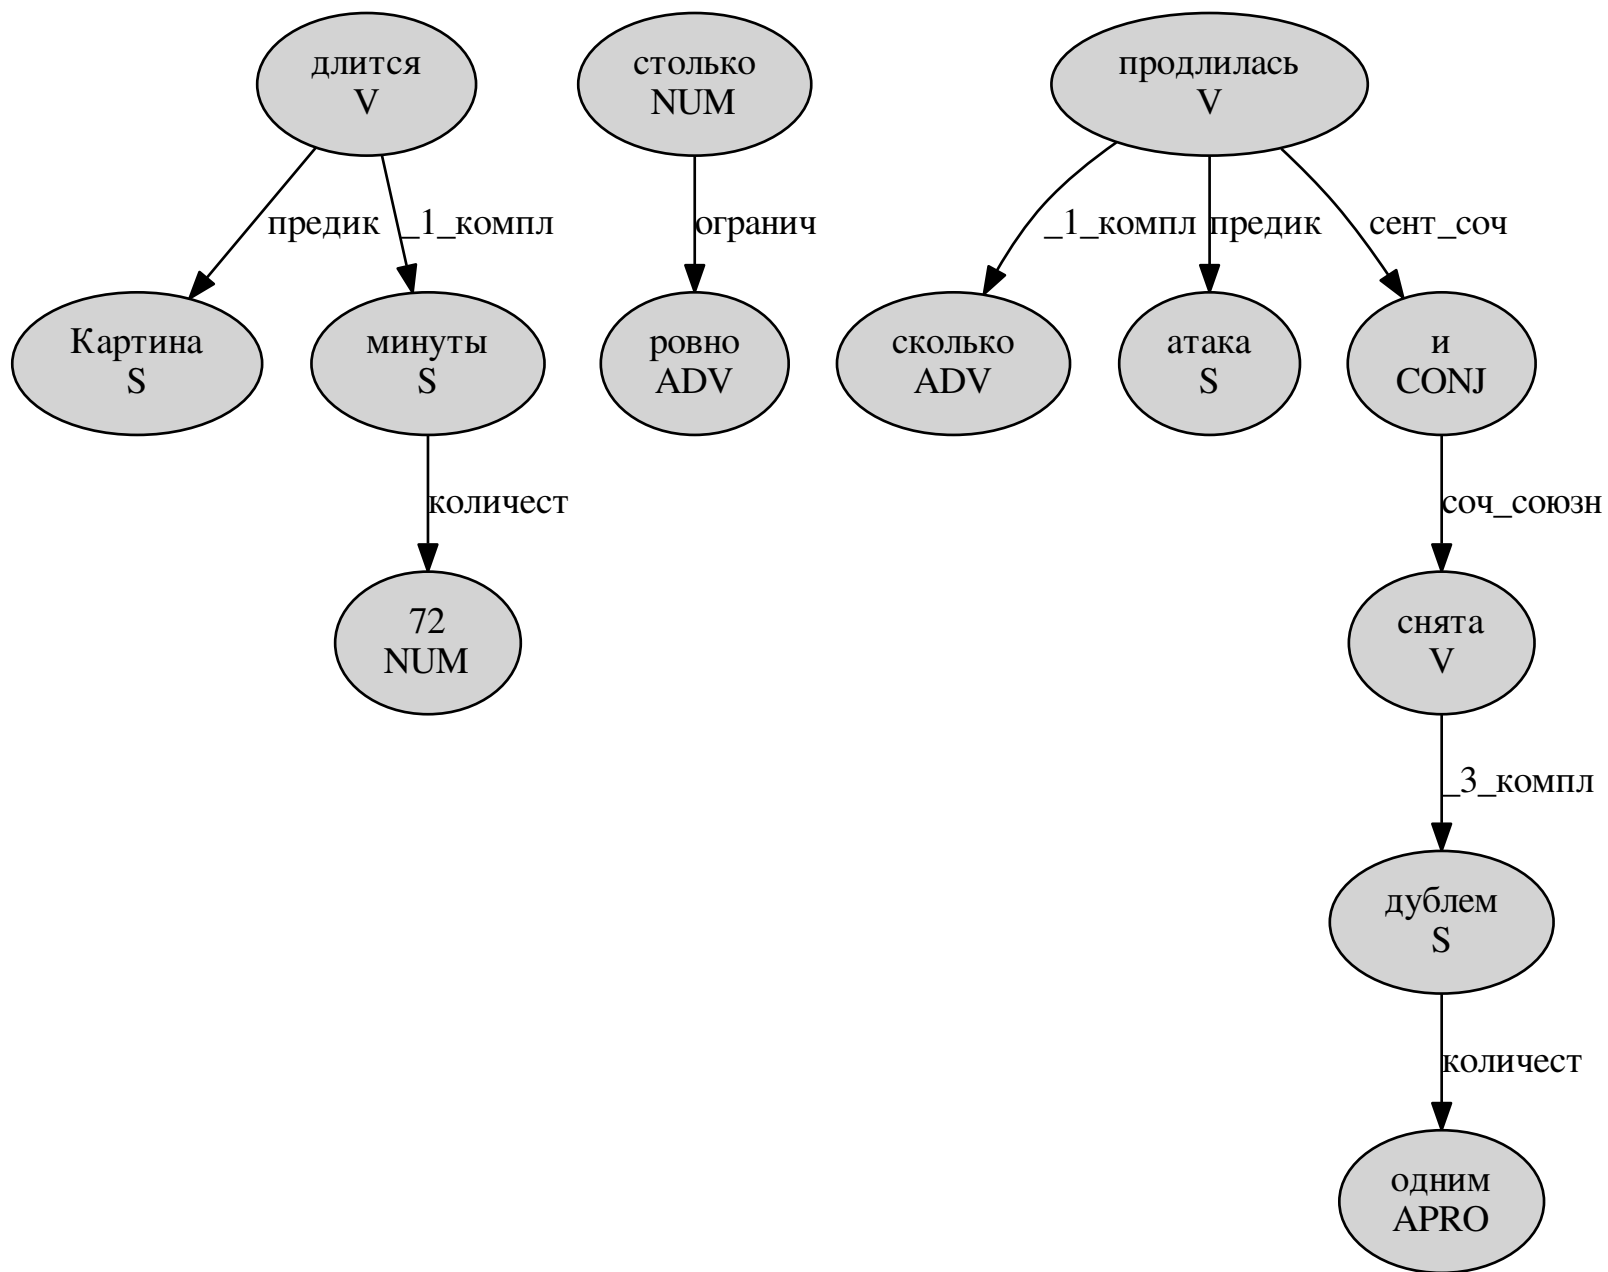 длится
V
столько
NUM
продлилась
V
предик
_1_компл
огранич
_1_компл
предик
сент_соч
Картина
S
минуты
S
ровно
ADV
сколько
ADV
атака
S
и
CONJ
количест
соч_союзн
72
NUM
снята
V
_3_компл
дублем
S
количест
одним
APRO